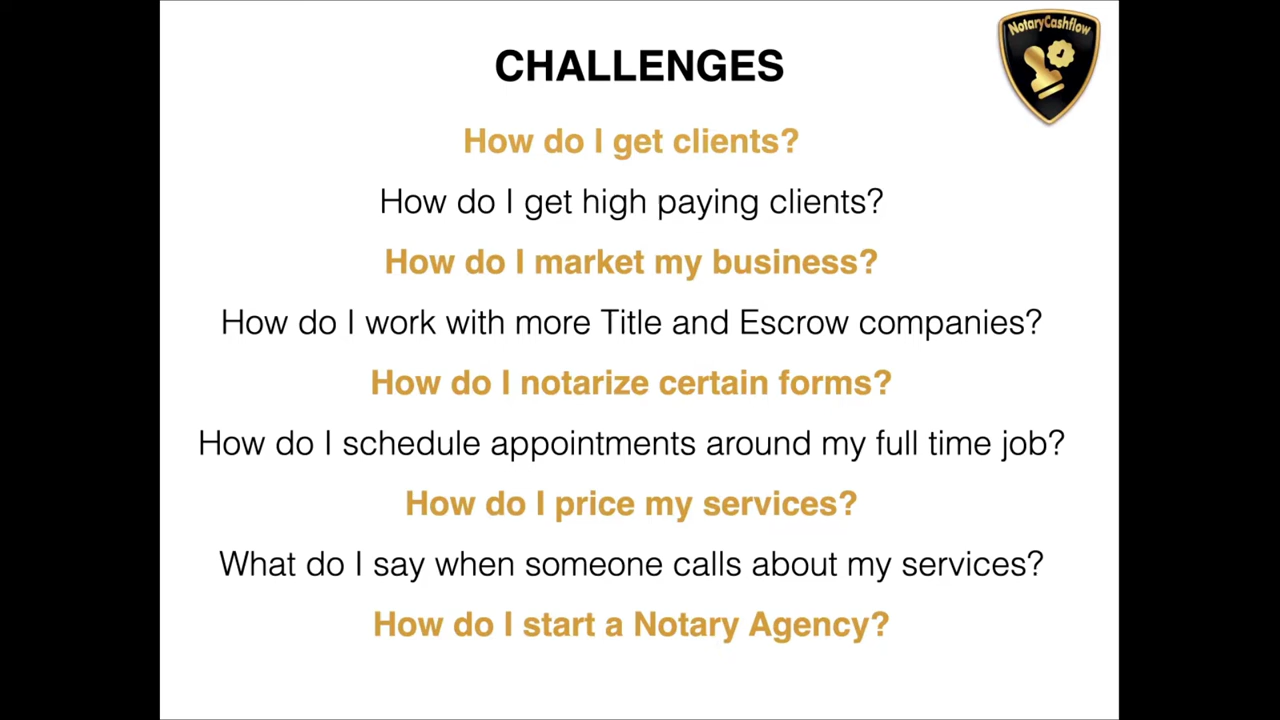 NotaryCashflow
CHALLENGES
How do I get clients?
How do I get high paying clients?
How do I market my business?
How do I work with more Title and Escrow companies?
How do I notarize certain forms?
How do I schedule appointments around my full time job?
How do I price my services?
What do I say when someone calls about my services?
How do I start a Notary Agency?